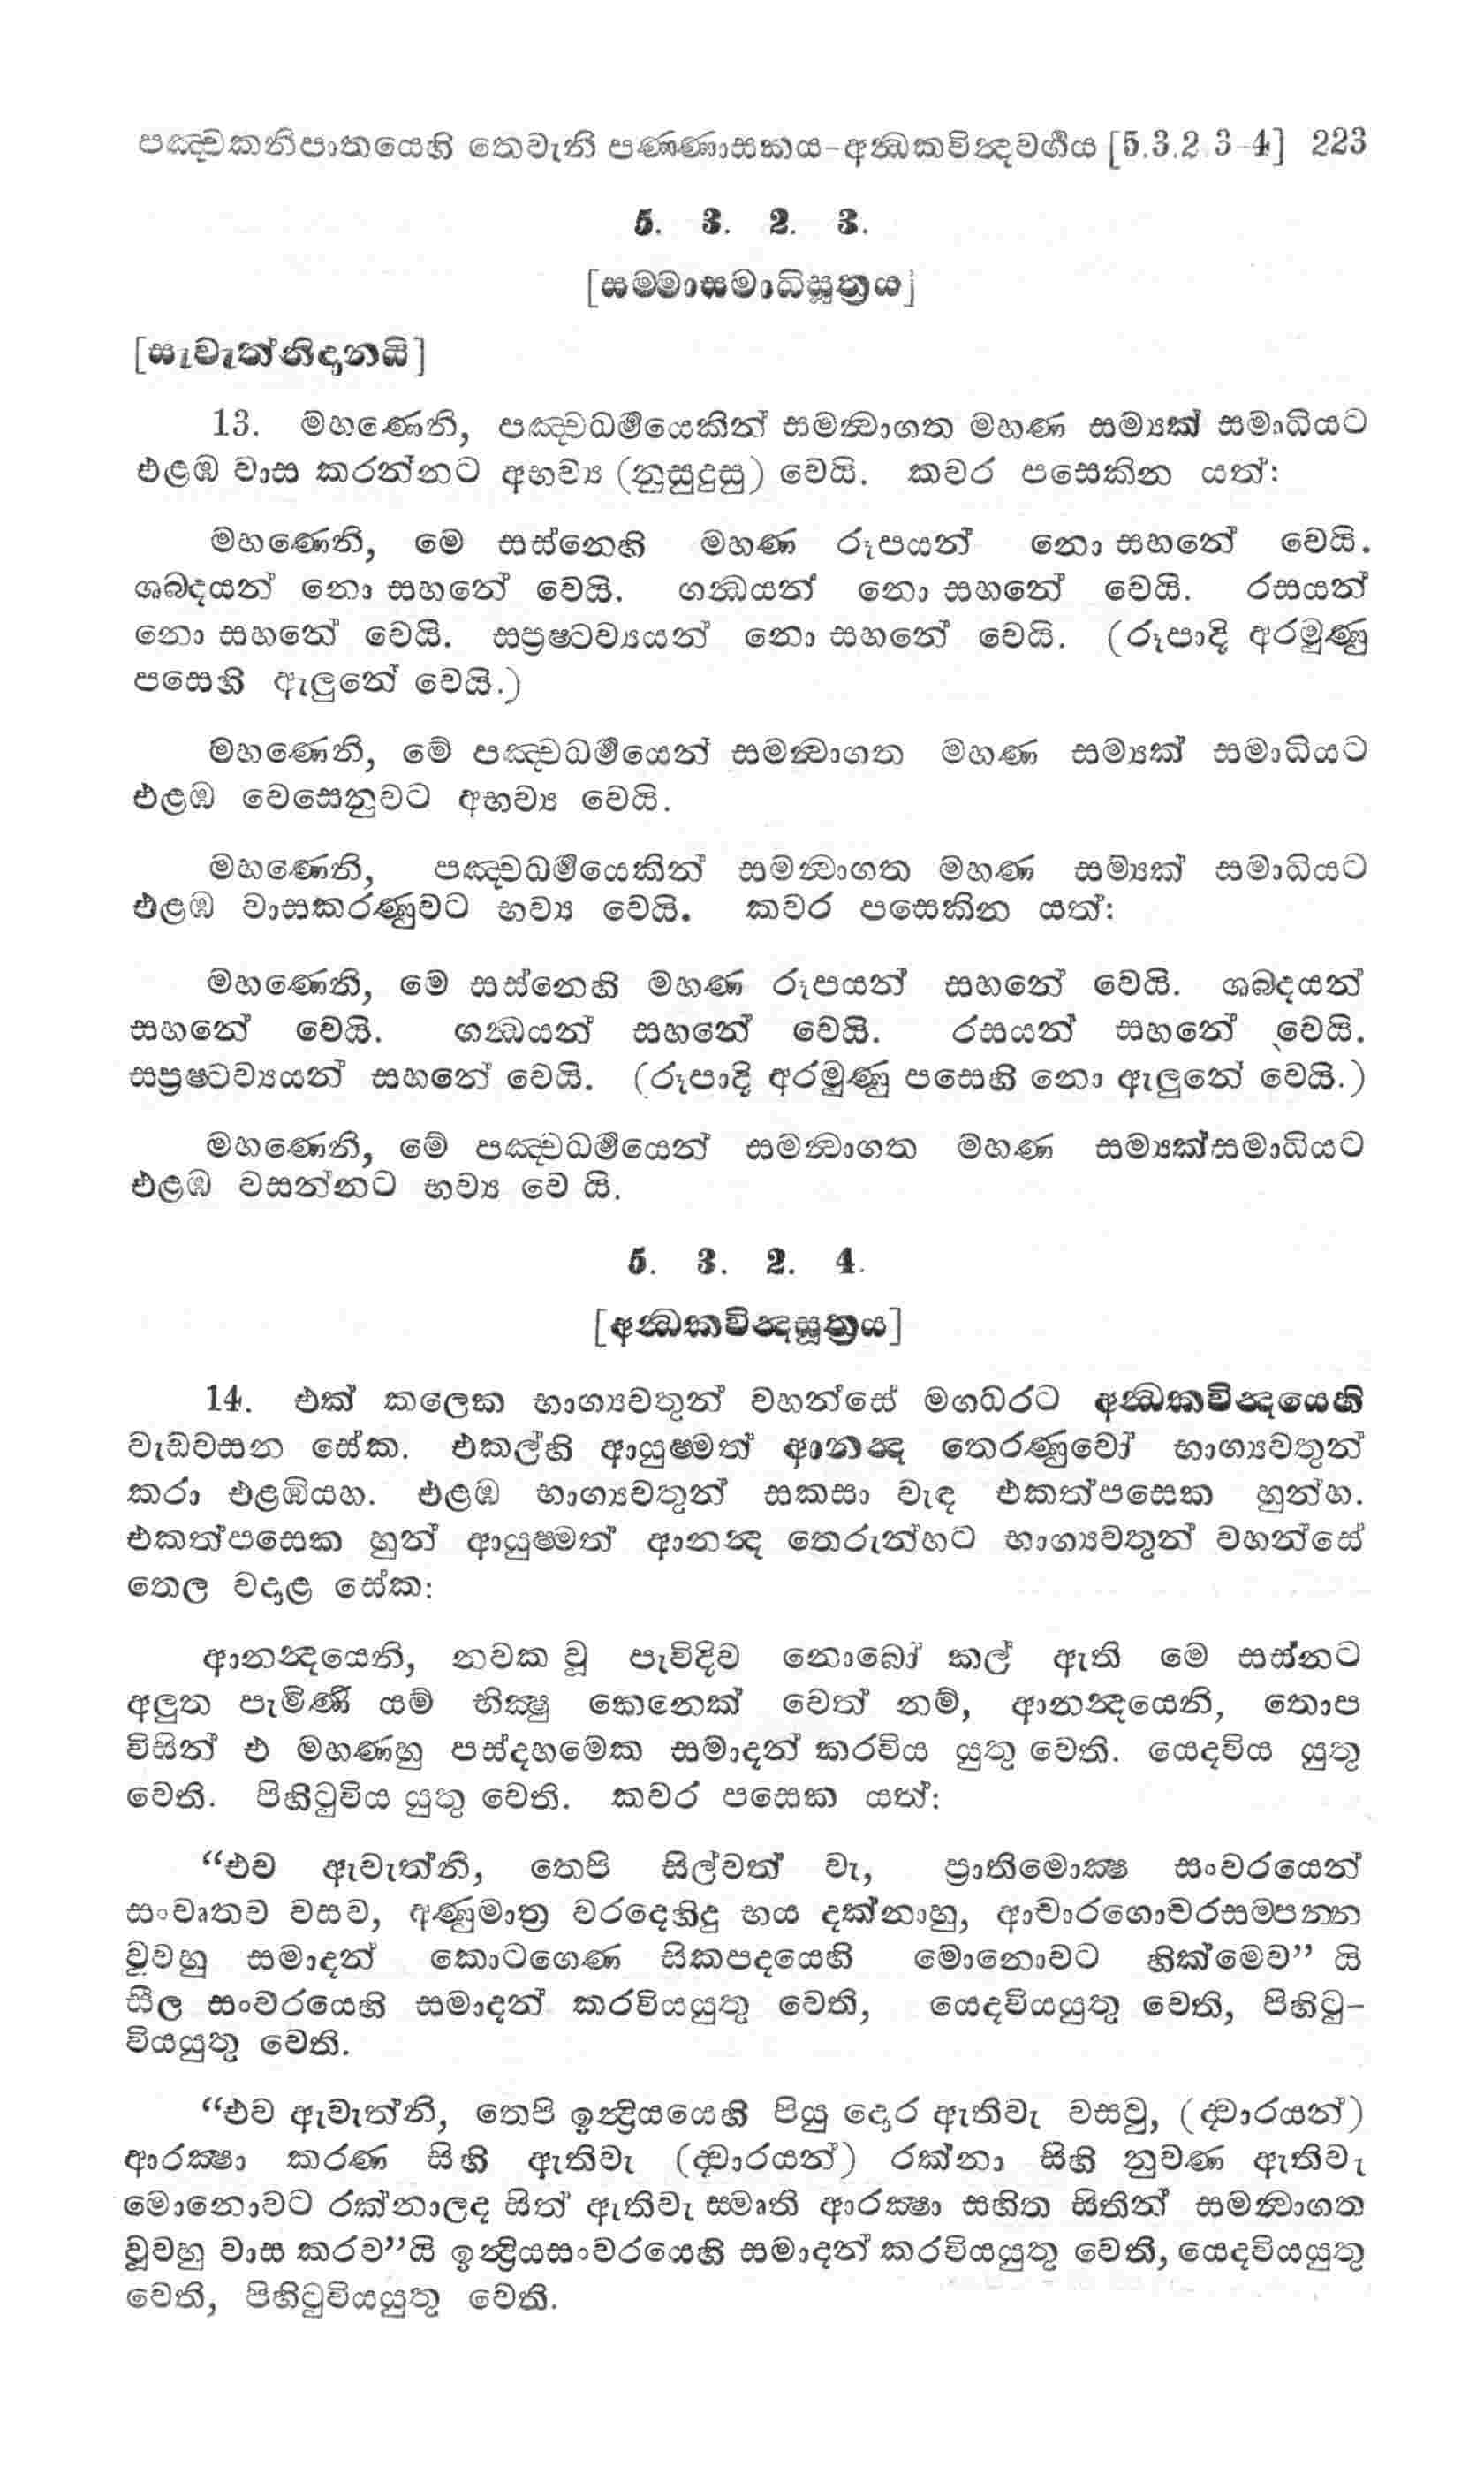 පඤ්චකනිපාතයෙහි තෙවැනි පණ්ණාසකය-අන්ධකවින්දවර්ගය [5.3.2.3-4] 223
5. 3. 2. 3.
[සම්මාසමාධිසූත්‍රය]
[සැවැත්නිදානයි]
13. මහණෙනි, පඤ්චධර්මයෙකින් සමන්වාගත මහණ සම්‍යක් සමාධියට
එළඹ වාස කරන්නට අභව්‍ය (නුසුදුසු) වෙයි. කවර පසෙකින යත්:
මහණෙනි, මෙ සස්නෙහි මහණ රූපයන් නො සහනේ වෙයි.
ශබ්දයන් නො සහනේ වෙයි. ගන්ධයන් නො සහනේ වෙයි. රසයන්
නො සහනේ වෙයි. ස්ප්‍රෂ්ටව්‍යයන් නො සහනේ වෙයි. (රූපාදි අරමුණු
පසෙහි ඇලුනේ වෙයි.)
මහණෙනි, මේ පඤ්චධර්මයෙන් සමන්වාගත මහණ සම්‍යක් සමාධියට
එළඹ වෙසෙනුවට අභව්‍ය වෙයි.
මහණෙනි, පඤ්චධර්මයෙකින් සමන්වාගත මහණ සම්‍යක් සමාධියට
එළඹ වාසකරණුවට භව්‍ය වෙයි. කවර පසෙකින යත්:
මහණෙනි, මෙ සස්නෙහි මහණ රූපයන් සහනේ වෙයි. ශබ්දයන්
සහනේ වෙයි. ගන්ධයන් සහනේ වෙයි. රසයන් සහනේ වෙයි.
ස්ප්‍රෂ්ටව්‍යයන් සහනේ වෙයි. (රූපාදි අරමුණු පසෙහි නො ඇලුනේ වෙයි.)
මහණෙනි, මේ පඤ්චධර්මයෙන් සමන්වාගත මහණ සම්‍යක්සමාධියට
එළඹ වසන්නට භව්‍ය වෙ යි.
5. 3. 2. 4.
[අන්ධකවින්දසූත්‍රය]
14. එක් කලෙක භාග්‍යවතුන් වහන්සේ මගධරට අන්ධකවින්දයෙහි
වැඩවසන සේක. එකල්හි ආයුෂ්මත් ආනන්ද තෙරණුවෝ භාග්‍යවතුන්
කරා එළඹියහ. එළඹ භාග්‍යවතුන් සකසා වැඳ එකත්පසෙක හුන්හ.
එකත්පසෙක හුන් ආයුෂ්මත් ආනන්ද තෙරුන්හට භාග්‍යවතුන් වහන්සේ
තෙල වදාළ සේක:
ආනන්දයෙනි, නවක වූ පැවිදිව නොබෝ කල් ඇති මෙ සස්නට
අලුත පැමිණි යම් භික්ෂු කෙනෙක් වෙත් නම්, ආනන්දයෙනි, තොප
විසින් එ මහණහු පස්දහමෙක සමාදන් කරවිය යුතු වෙති. යෙදවිය යුතු
වෙති. පිහිටුවිය යුතු වෙති. කවර පසෙක යත්:
“එව ඇවැත්නි, තෙපි සිල්වත් වැ, ප්‍රාතිමොක්ෂ සංවරයෙන්
සංවෘතව වසව, අණුමාත්‍ර වරදෙහිදු භය දක්නාහු, ආචාරගොචරසම්පන්න
වූවහු සමාදන් කොටගෙණ සිකපදයෙහි මොනොවට හික්මෙව” යි
සීල සංවරයෙහි සමාදන් කරවියයුතු වෙති, යෙදවියයුතු වෙති, පිහිටු-
වියයුතු වෙති.
“එව ඇවැත්නි, තෙපි ඉන්ද්‍රියයෙහි පියු දොර ඇතිවැ වසවු, (ද්වාරයන්)
ආරක්ෂා කරණ සිහි ඇතිවැ (ද්වාරයන්) රක්නා සිහි නුවණ ඇතිවැ
මොනොවට රක්නාලද සිත් ඇතිවැ ස්මෘති ආරක්ෂා සහිත සිතින් සමන්වාගත
වූවහු වාස කරව”යි ඉන්ද්‍රියසංවරයෙහි සමාදන් කරවියයුතු වෙති, යෙදවියයුතු
වෙති, පිහිටුවියයුතු වෙති.